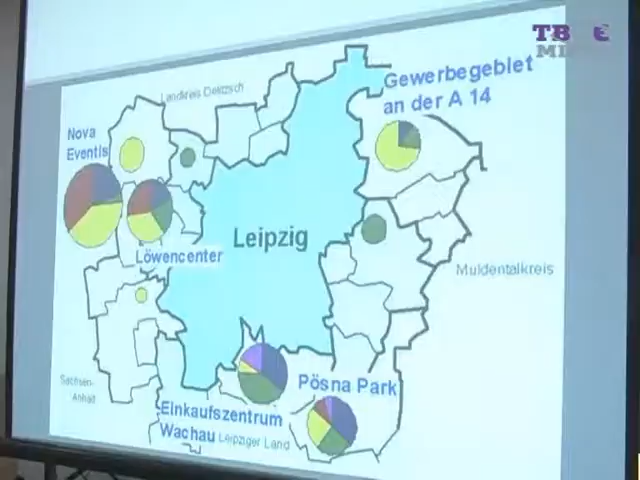 Gewerbegebiet
an der A 14
Landkreis Delitzsch
Nova
Eventis
Leipzig
Löwencenter
Muldentalkreis
Sachsen-
Anhalt
Pösna Park
Einkaufszentrum
Wachau Leipziger Land